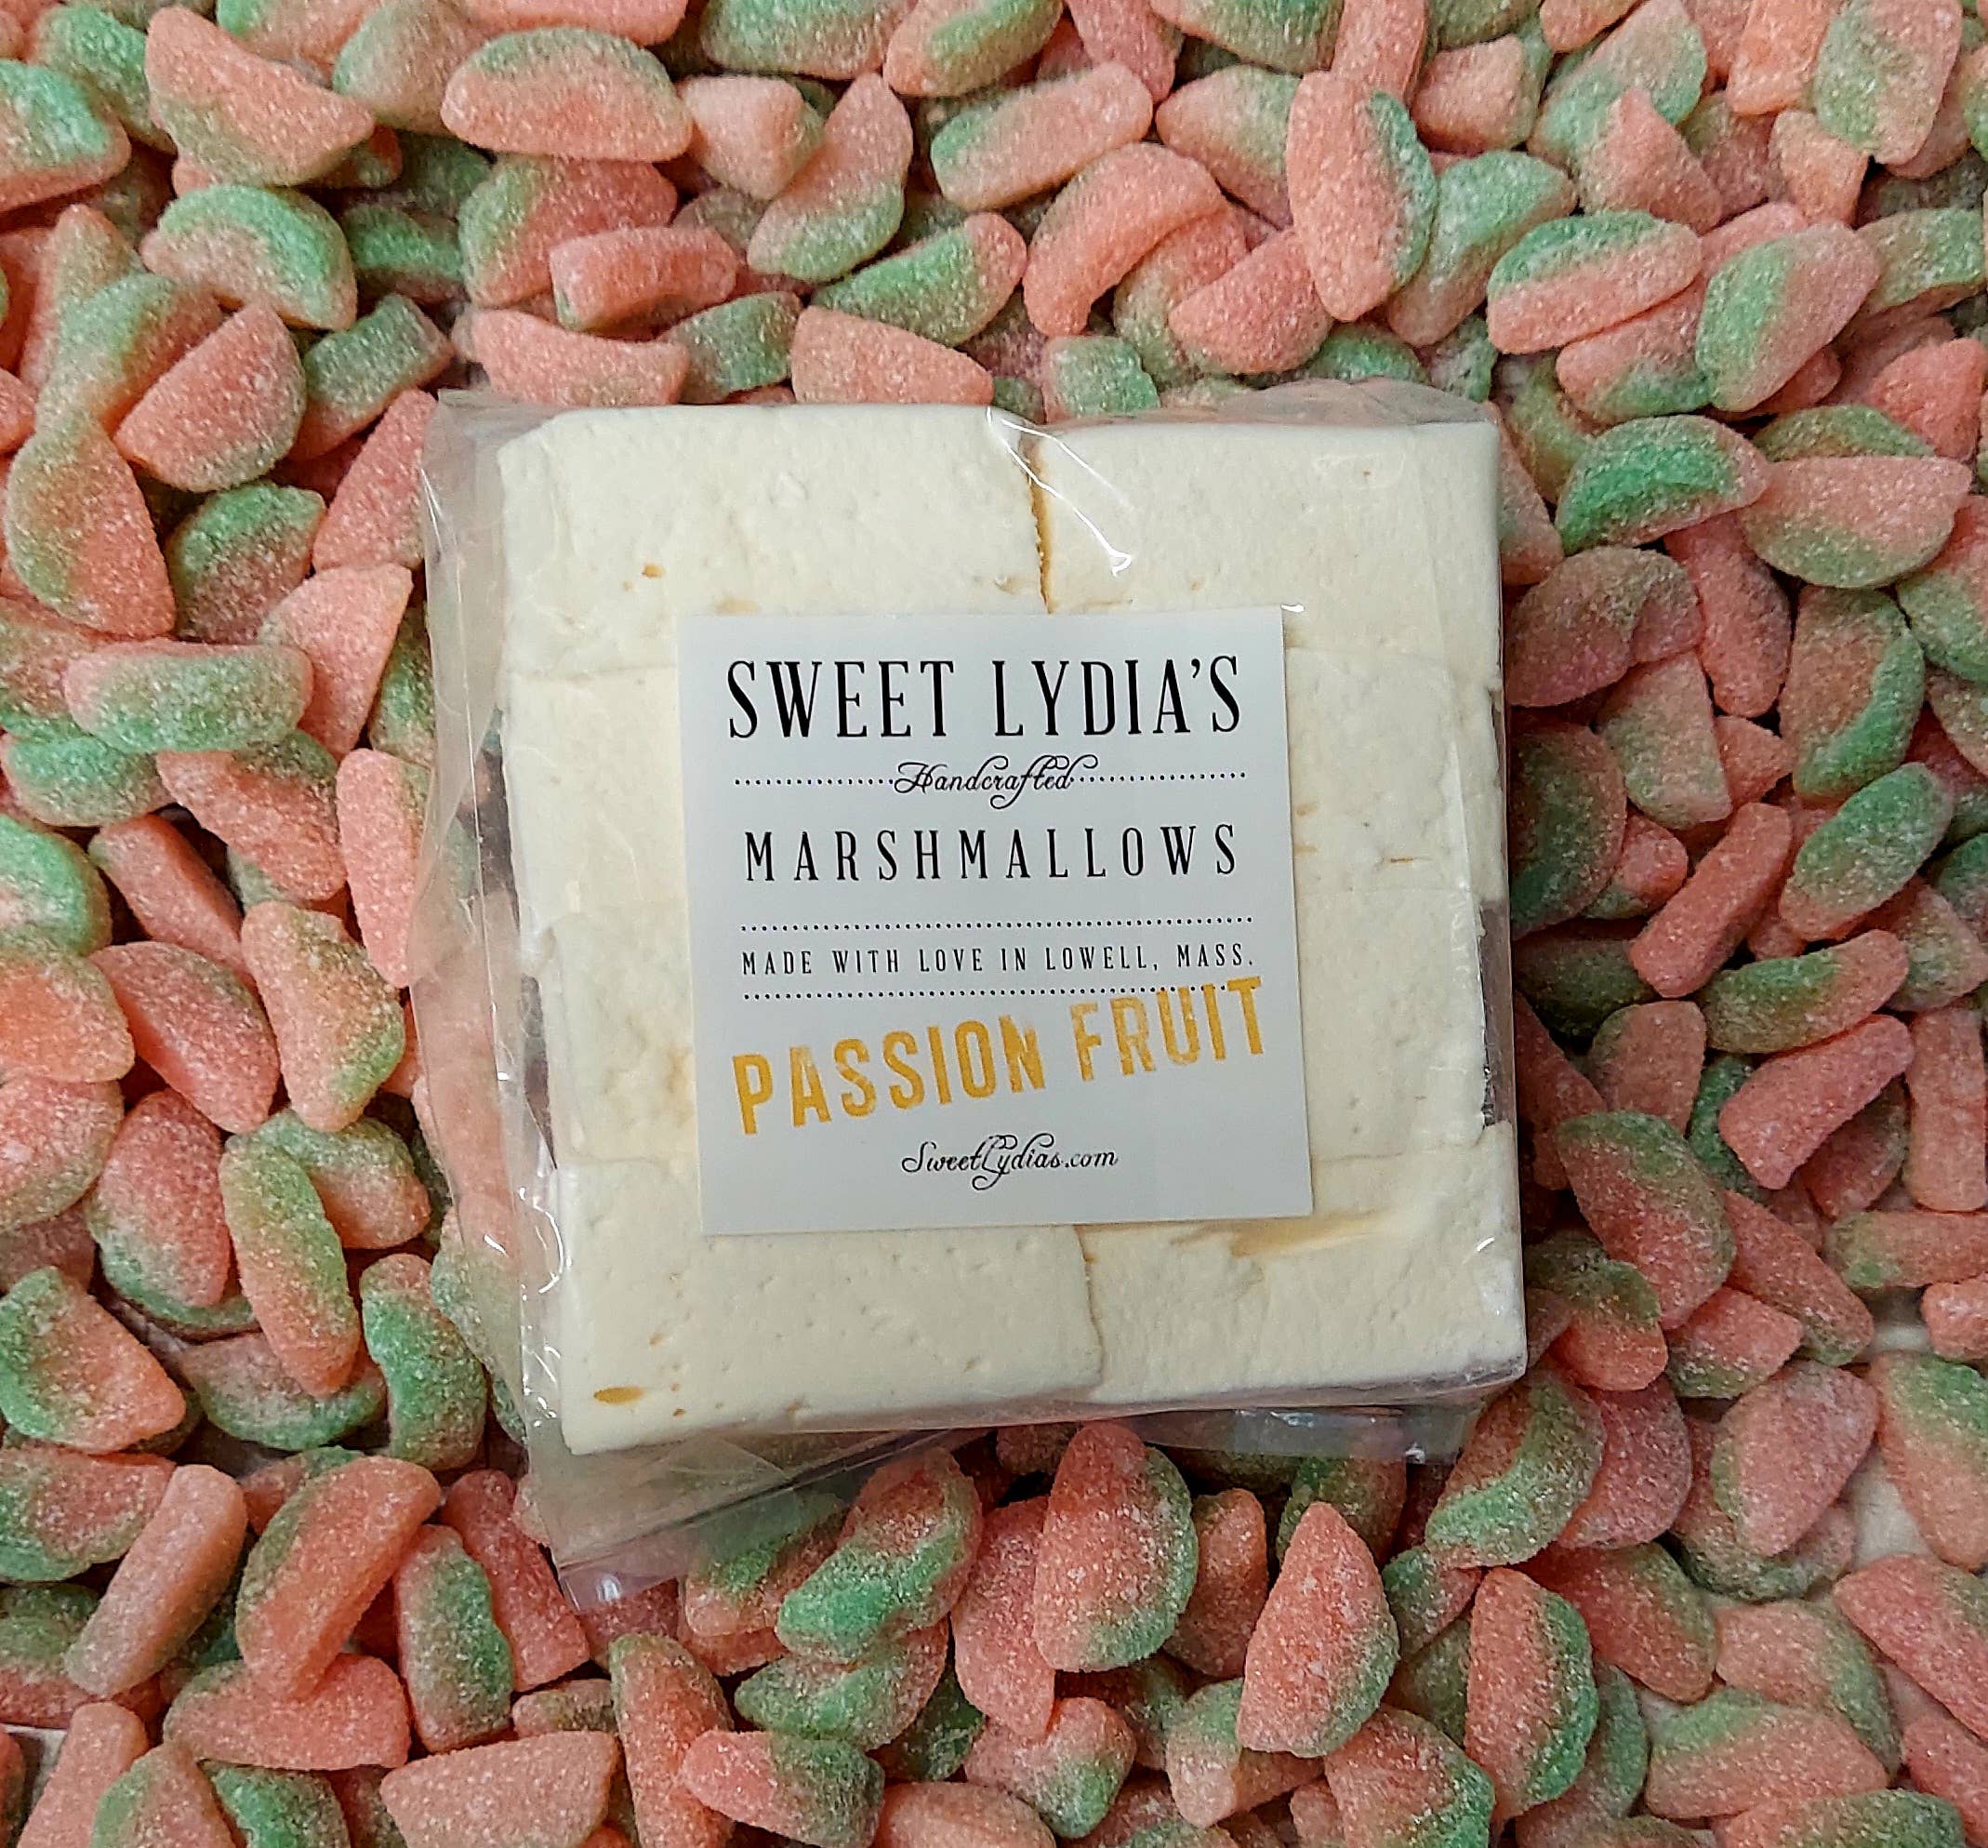 SWEET LYDIA'S
Handcrafted
MARSHMALLOWS
MADE WITH LOVE IN LOWELL, MASS.
PASSION FRUIT
SweetLydias.com